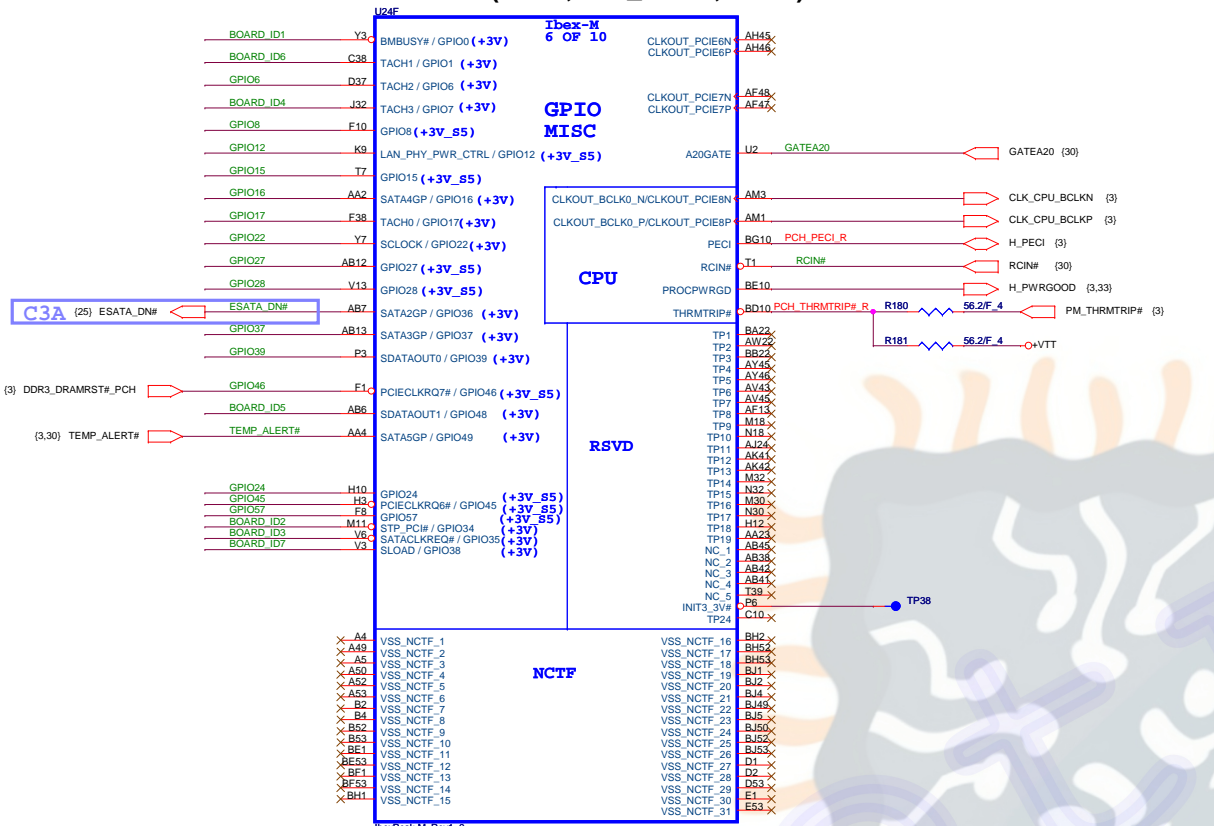 U24F
Ibex-M
6 OF 10
GPIO
MISC
BOARD_ID1 Y3 BMBUSY# / GPIO0 (+3V)
BOARD_ID6 C38 TACH1 / GPIO1 (+3V)
GPIO6 D37 TACH2 / GPIO6 (+3V)
BOARD_ID4 J32 TACH3 / GPIO7 (+3V)
GPIO8 F10 GPIO8 (+3V_S5)
GPIO12 K9 LAN_PHY_PWR_CTRL / GPIO12 (+3V_S5)
GPIO15 T7 GPIO15 (+3V_S5)
GPIO16 AA2 SATA4GP / GPIO16 (+3V)
GPIO17 F38 TACH0 / GPIO17 (+3V)
GPIO22 Y7 SCLOCK / GPIO22 (+3V)
GPIO27 AB12 GPIO27 (+3V_S5)
GPIO28 V13 GPIO28 (+3V_S5)
C3A {25} ESATA_DN# ESATA_DN# AB7 SATA2GP / GPIO36 (+3V)
GPIO37 AB13 SATA3GP / GPIO37 (+3V)
GPIO39 P3 SDATAOUT0 / GPIO39 (+3V)
{3} DDR3_DRAMRST#_PCH GPIO46 F1 PCIECLKRQ7# / GPIO46 (+3V_S5)
BOARD_ID5 AB6 SDATAOUT1 / GPIO48 (+3V)
{3,30} TEMP_ALERT# TEMP_ALERT# AA4 SATA5GP / GPIO49 (+3V)
GPIO24 H10 GPIO24 (+3V_S5)
GPIO45 H3 PCIECLKRQ6# / GPIO45 (+3V_S5)
GPIO57 F8 GPIO57 (+3V_S5)
BOARD_ID2 M11 STP_PCI# / GPIO34 (+3V)
BOARD_ID3 V6 SATACLKREQ# / GPIO35 (+3V)
BOARD_ID7 V3 SLOAD / GPIO38 (+3V)
CLKOUT_PCIE6N AH45
CLKOUT_PCIE6P AH46
CLKOUT_PCIE7N AF48
CLKOUT_PCIE7P AF47
A20GATE U2 GATEA20 GATEA20 {30}
CPU
CLKOUT_BCLK0_N/CLKOUT_PCIE8N AM3 CLK_CPU_BCLKN {3}
CLKOUT_BCLK0_P/CLKOUT_PCIE8P AM1 CLK_CPU_BCLKP {3}
PECI BG10 PCH_PECI_R H_PECI {3}
RCIN# T1 RCIN# RCIN# {30}
PROCPWRGD BE10 H_PWRGOOD {3,33}
THRMTRIP# BD10 PCH_THRMTRIP#_R R180 56.2/F_4 PM_THRMTRIP# {3}
R181 56.2/F_4 +VTT
RSVD
TP1 BA22
TP2 AW22
TP3 BB22
TP4 AY45
TP5 AY46
TP6 AV43
TP7 AV45
TP8 AF13
TP9 M18
TP10 N18
TP11 AJ24
TP12 AK41
TP13 AK42
TP14 M32
TP15 N32
TP16 M30
TP17 N30
TP18 H12
TP19 AA23
NC_1 AB45
NC_2 AB38
NC_3 AB42
NC_4 AB41
NC_5 T39
INIT3_3V# P6 TP38
TP24 C10
NCTF
A4 VSS_NCTF_1
A49 VSS_NCTF_2
A5 VSS_NCTF_3
A50 VSS_NCTF_4
A52 VSS_NCTF_5
A53 VSS_NCTF_6
B2 VSS_NCTF_7
B4 VSS_NCTF_8
B52 VSS_NCTF_9
B53 VSS_NCTF_10
BE1 VSS_NCTF_11
BE53 VSS_NCTF_12
BF1 VSS_NCTF_13
BF53 VSS_NCTF_14
BH1 VSS_NCTF_15
VSS_NCTF_16 BH2
VSS_NCTF_17 BH52
VSS_NCTF_18 BH53
VSS_NCTF_19 BJ1
VSS_NCTF_20 BJ2
VSS_NCTF_21 BJ4
VSS_NCTF_22 BJ49
VSS_NCTF_23 BJ5
VSS_NCTF_24 BJ50
VSS_NCTF_25 BJ52
VSS_NCTF_26 BJ53
VSS_NCTF_27 D1
VSS_NCTF_28 D2
VSS_NCTF_29 D53
VSS_NCTF_30 E1
VSS_NCTF_31 E53